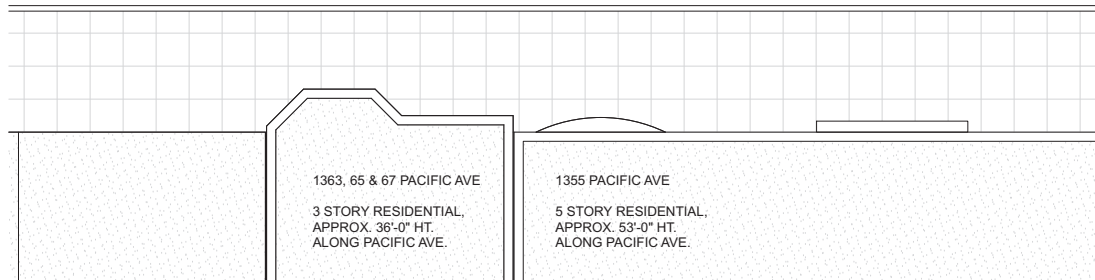 1363, 65 & 67 PACIFIC AVE
3 STORY RESIDENTIAL,
APPROX. 36'-0" HT.
ALONG PACIFIC AVE.
1355 PACIFIC AVE
5 STORY RESIDENTIAL,
APPROX. 53'-0" HT.
ALONG PACIFIC AVE.